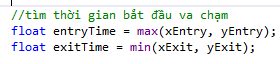 //tìm thời gian bắt đầu va chạm
float entryTime = max(xEntry, yEntry);
float exitTime = min(xExit, yExit);